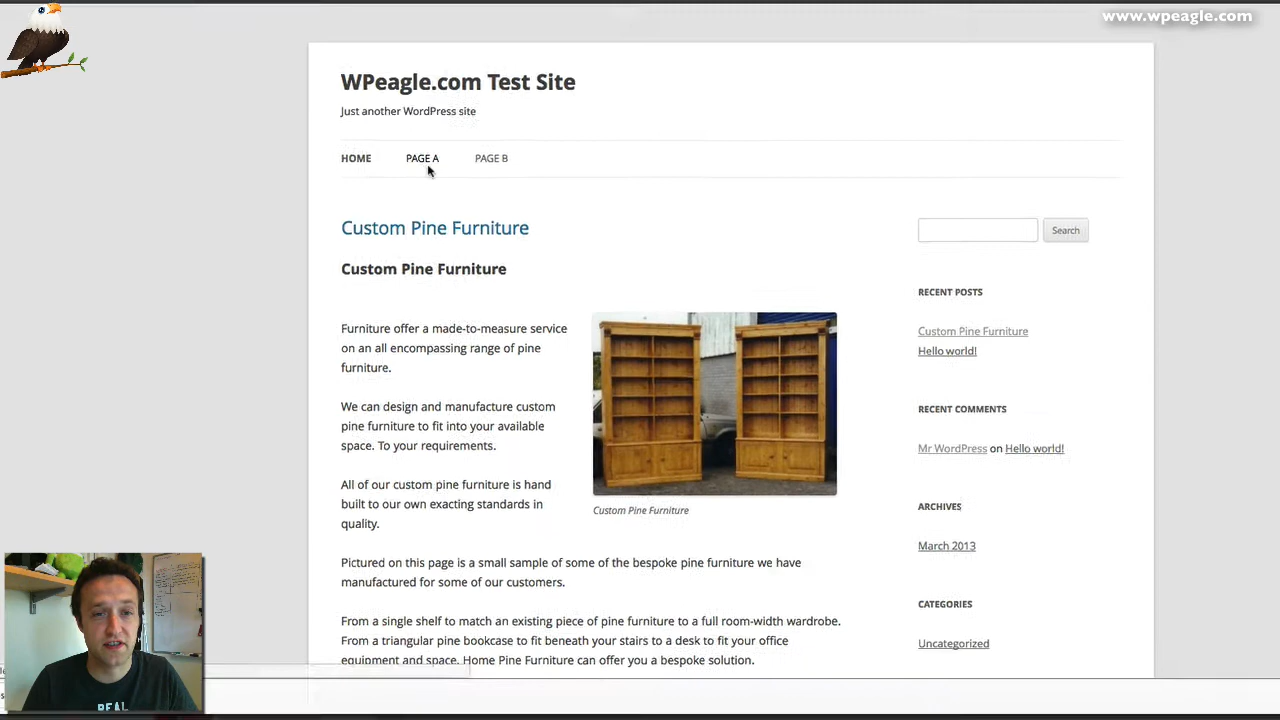 www.wpeagle.com
WPeagle.com Test Site
Just another WordPress site
HOME
PAGE A
PAGE B
Custom Pine Furniture
Search
Custom Pine Furniture
Furniture offer a made-to-measure service
on an all encompassing range of pine
furniture.
We can design and manufacture custom
pine furniture to fit into your available
space. To your requirements.
All of our custom pine furniture is hand
built to our own exacting standards in
quality.
Custom Pine Furniture
Pictured on this page is a small sample of some of the bespoke pine furniture we have
manufactured for some of our customers.
From a single shelf to match an existing piece of pine furniture to a full room-width wardrobe.
From a triangular pine bookcase to fit beneath your stairs to a desk to fit your office
equipment and space. Home Pine Furniture can offer you a bespoke solution.
RECENT POSTS
Custom Pine Furniture
Hello world!
RECENT COMMENTS
Mr WordPress on Hello world!
ARCHIVES
March 2013
CATEGORIES
Uncategorized
REAL